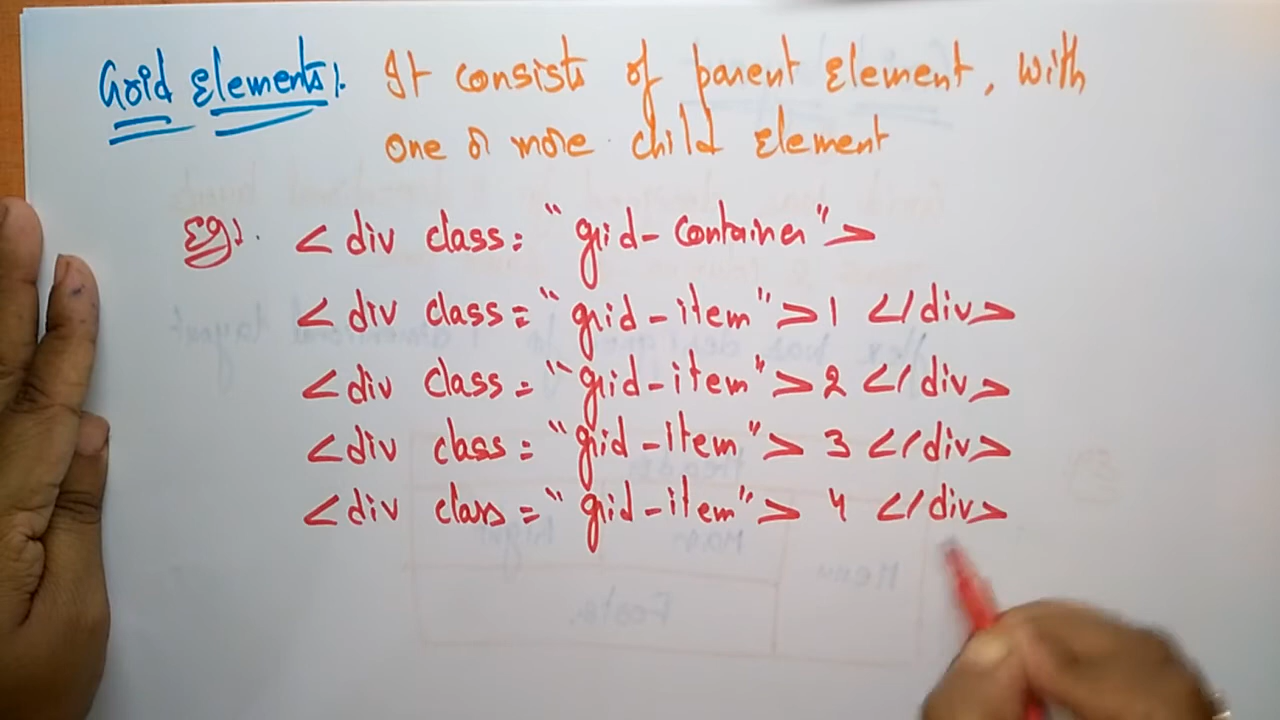 Grid Elements:
It consists of parent Element, with
one or more child Element
Eg:
<div class= "grid-container">
<div class= "grid-item">1 </div>
<div class= "grid-item"> 2 </div>
<div class= "grid-item"> 3 </div>
<div class= "grid-item"> 4 </div>